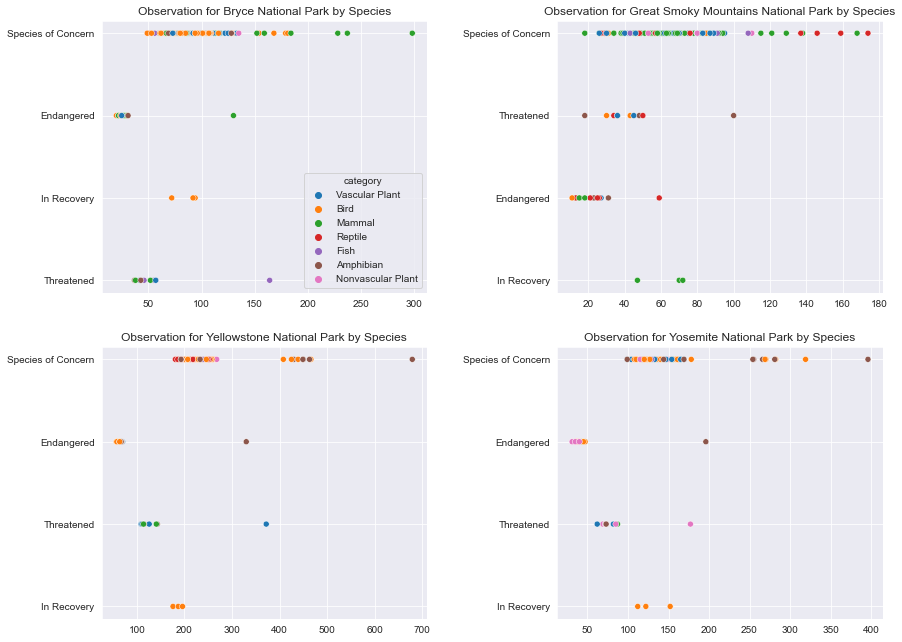 Observation for Bryce National Park by Species
Species of Concern
Endangered
In Recovery
Threatened
50 100 150 200 250 300
category
Vascular Plant
Bird
Mammal
Reptile
Fish
Amphibian
Nonvascular Plant
Observation for Great Smoky Mountains National Park by Species
Species of Concern
Threatened
Endangered
In Recovery
20 40 60 80 100 120 140 160 180
Observation for Yellowstone National Park by Species
Species of Concern
Endangered
Threatened
In Recovery
100 200 300 400 500 600 700
Observation for Yosemite National Park by Species
Species of Concern
Endangered
Threatened
In Recovery
50 100 150 200 250 300 350 400